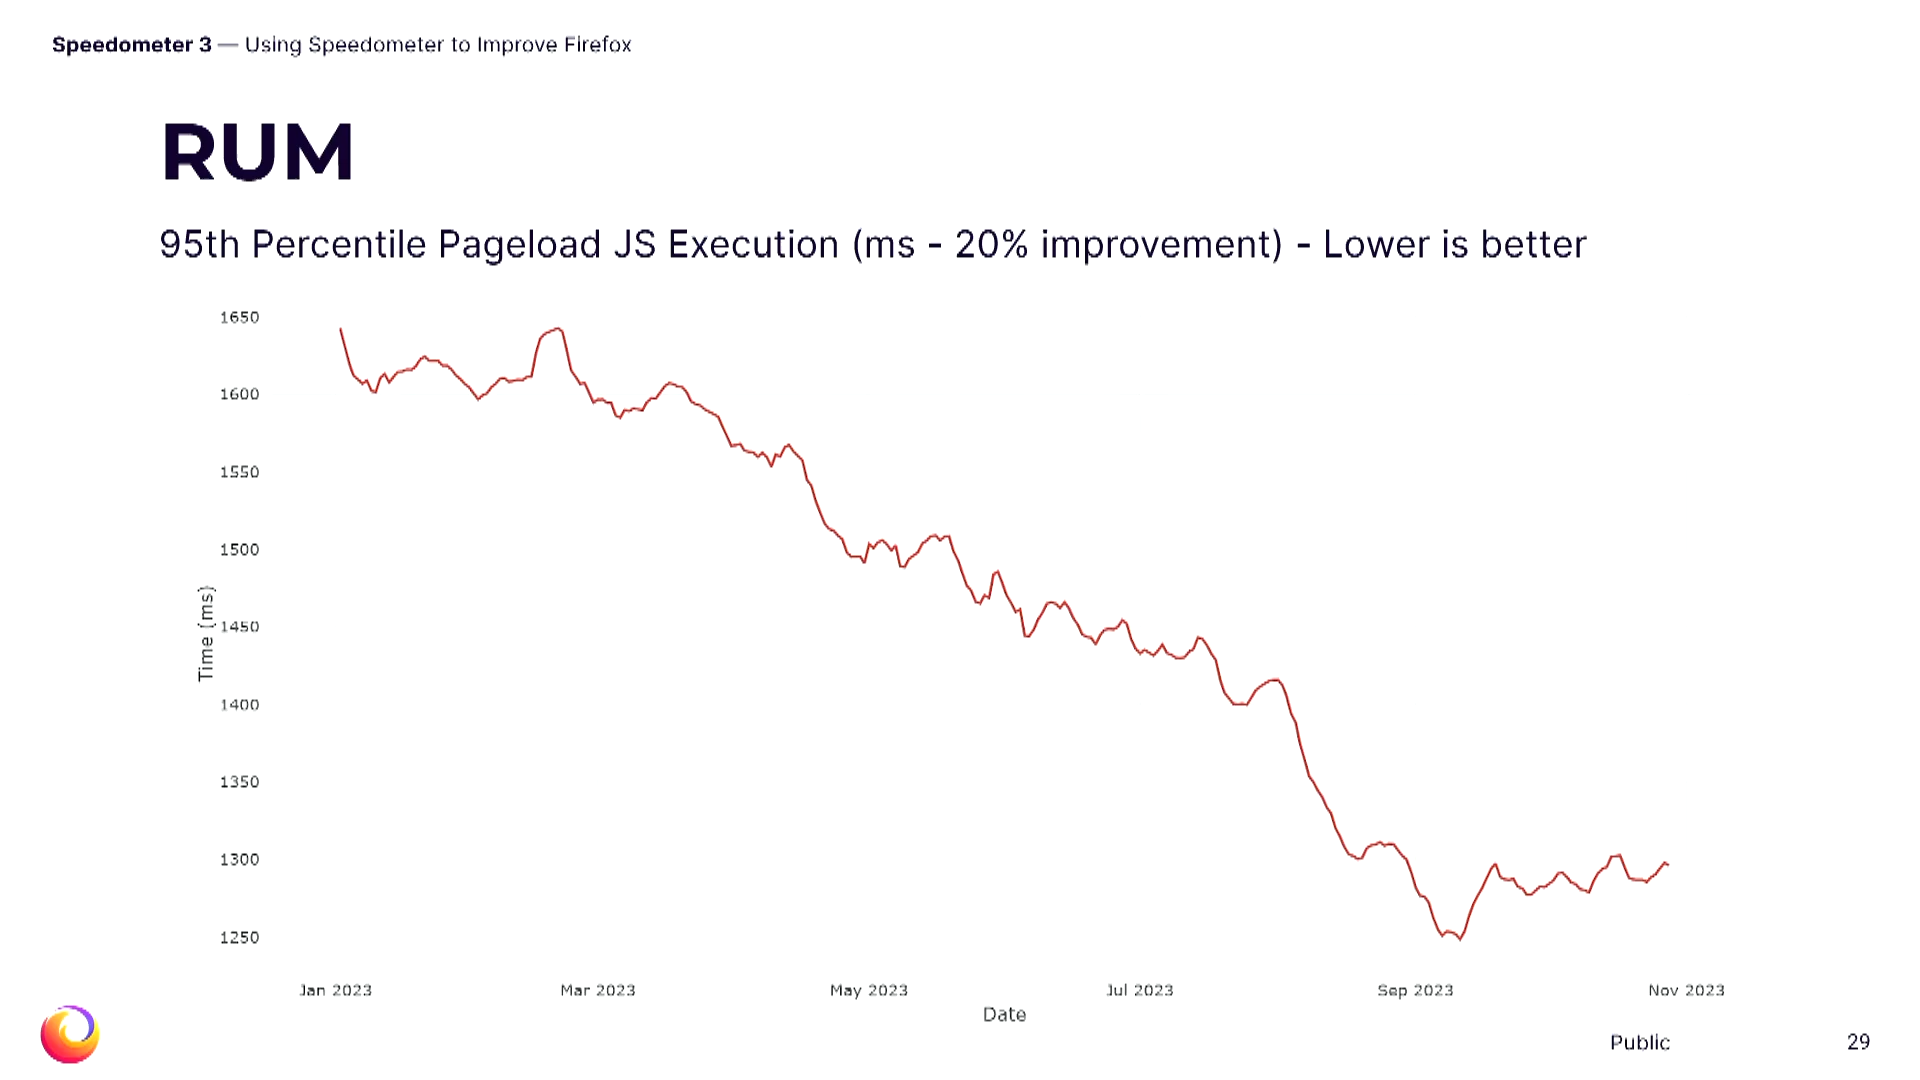 Speedometer 3 — Using Speedometer to Improve Firefox
RUM
95th Percentile Pageload JS Execution (ms - 20% improvement) - Lower is better
1650
1600
1550
1500
1450
1400
1350
1300
1250
Time (ms)
Jan 2023
Mar 2023
May 2023
Jul 2023
Sep 2023
Nov 2023
Date
Public
29